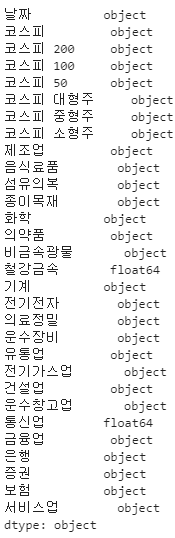 날짜 object
코스피 object
코스피 200 object
코스피 100 object
코스피 50 object
코스피 대형주 object
코스피 중형주 object
코스피 소형주 object
제조업 object
음식료품 object
섬유의복 object
종이목재 object
화학 object
의약품 object
비금속광물 object
철강금속 float64
기계 object
전기전자 object
의료정밀 object
운수장비 object
유통업 object
전기가스업 object
건설업 object
운수창고업 object
통신업 float64
금융업 object
은행 object
증권 object
보험 object
서비스업 object
dtype: object